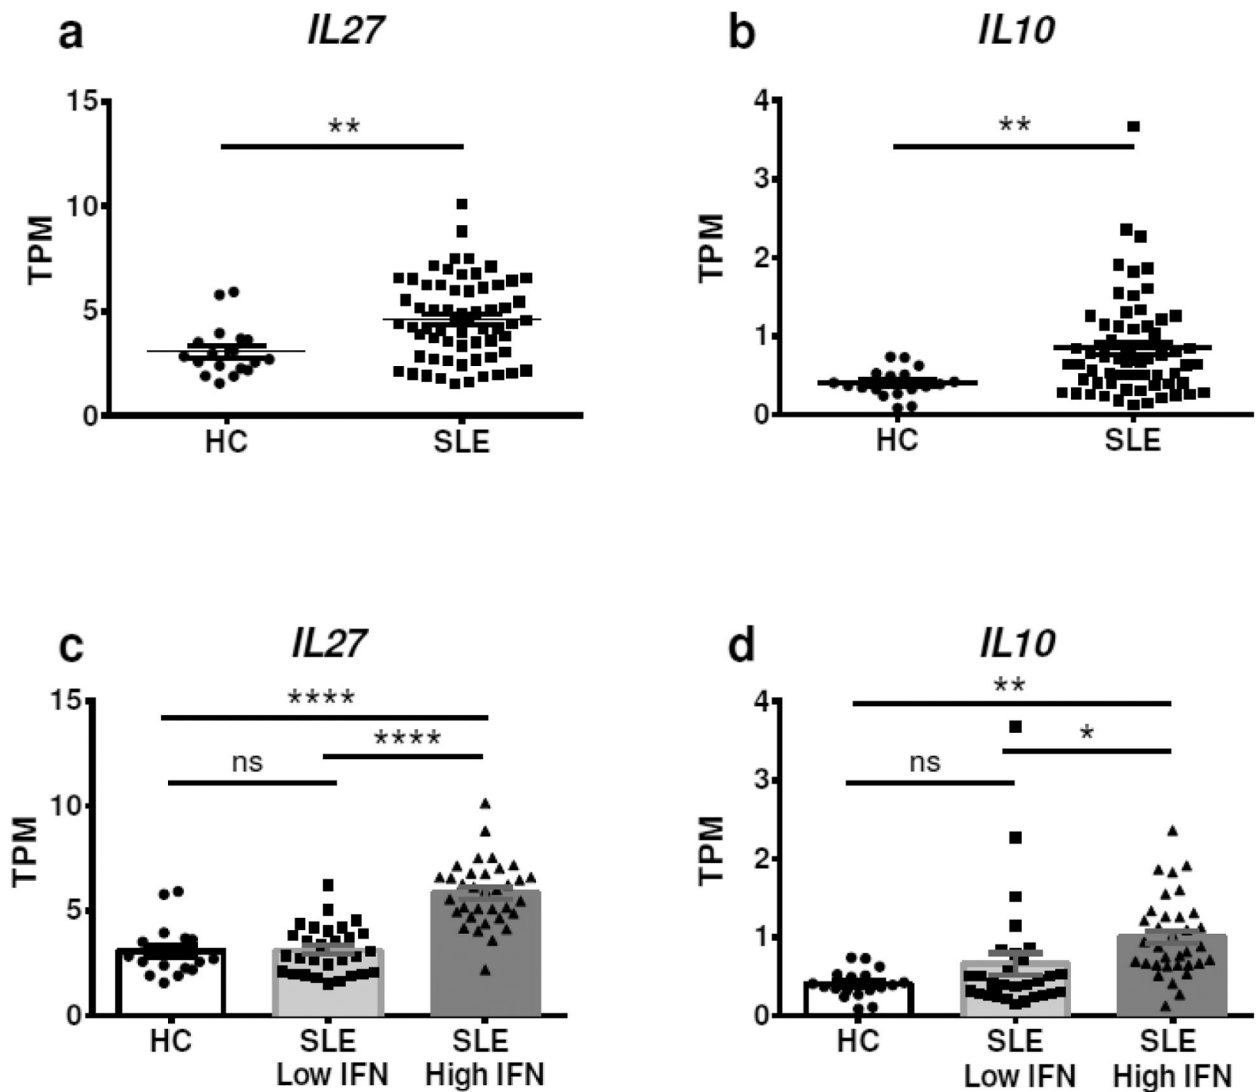 a
IL27
15
**
10
TPM
5
0
HC
SLE
b
IL10
4
**
3
TPM
2
1
0
HC
SLE
c
IL27
15
****
****
ns
10
TPM
5
0
HC
SLE
Low IFN
SLE
High IFN
d
IL10
4
**
*
ns
3
TPM
2
1
0
HC
SLE
Low IFN
SLE
High IFN